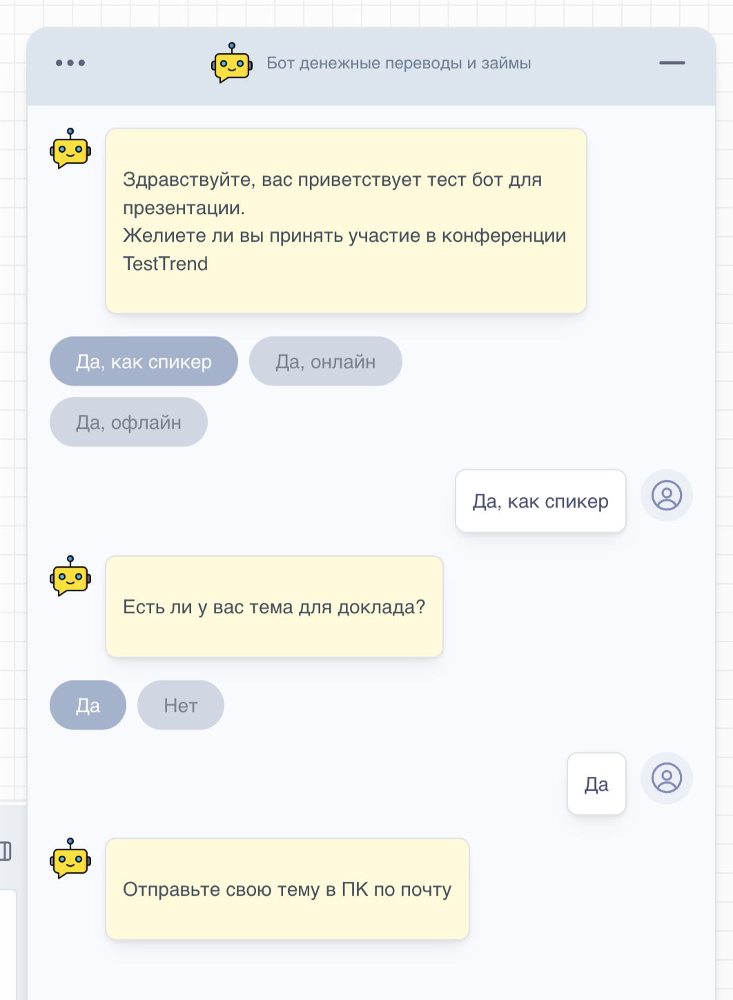 Бот денежные переводы и займы
Здравствуйте, вас приветствует тест бот для
презентации.
Желиете ли вы принять участие в конференции
TestTrend
Да, как спикер
Да, онлайн
Да, офлайн
Да, как спикер
Есть ли у вас тема для доклада?
Да
Нет
Да
Отправьте свою тему в ПК по почту